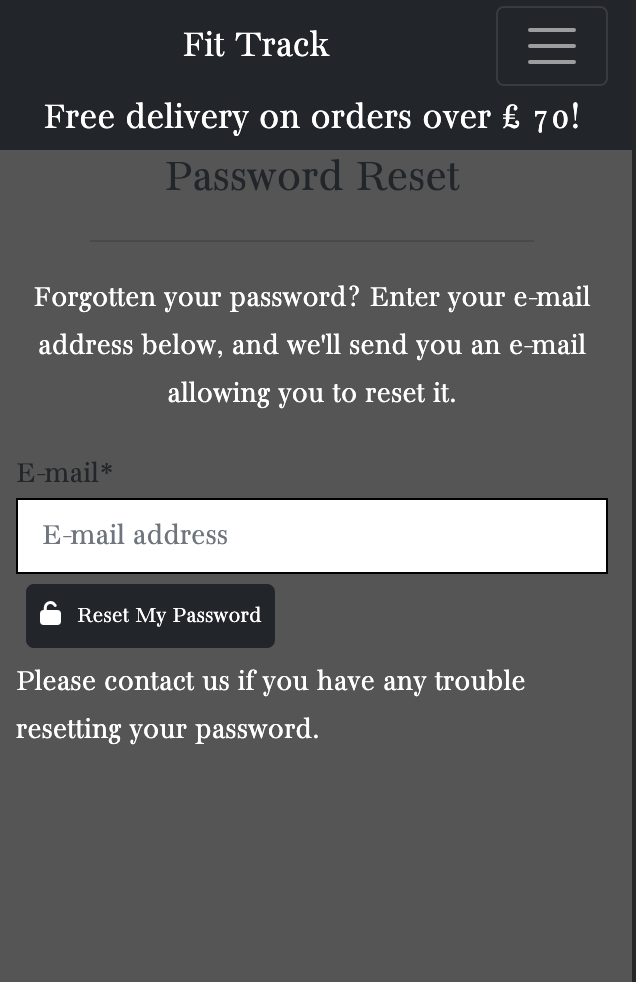 Fit Track
Free delivery on orders over £ 70!
Password Reset
Forgotten your password? Enter your e-mail
address below, and we'll send you an e-mail
allowing you to reset it.
E-mail*
E-mail address
Reset My Password
Please contact us if you have any trouble
resetting your password.